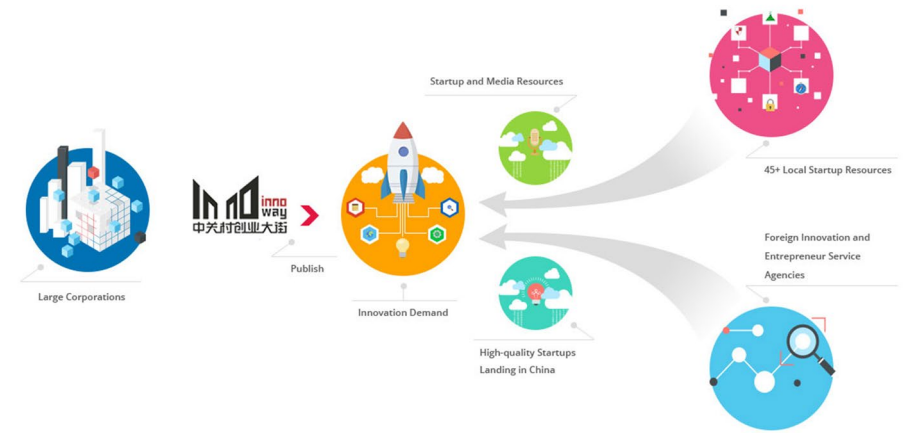 Startup and Media Resources
45+ Local Startup Resources
inno
way
中关村创业大街
Publish
Large Corporations
Innovation Demand
Foreign Innovation and
Entrepreneur Service
Agencies
High-quality Startups
Landing in China